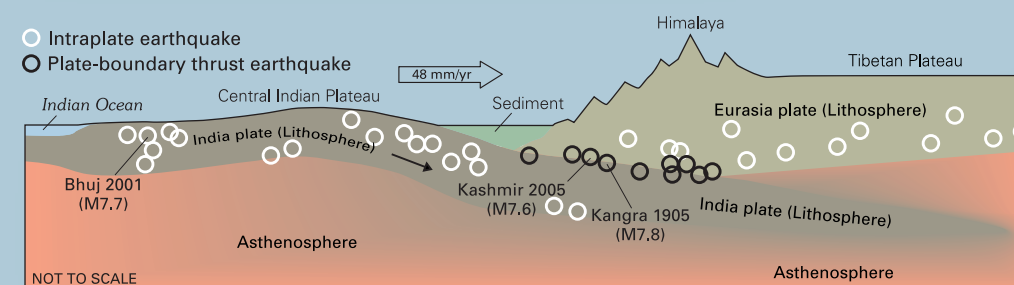 Intraplate earthquake
Plate-boundary thrust earthquake
48 mm/yr
Himalaya
Tibetan Plateau
Indian Ocean
Central Indian Plateau
Sediment
Eurasia plate (Lithosphere)
India plate (Lithosphere)
Bhuj 2001
(M7.7)
Kashmir 2005
(M7.6)
Kangra 1905
(M7.8)
India plate (Lithosphere)
Asthenosphere
Asthenosphere
NOT TO SCALE